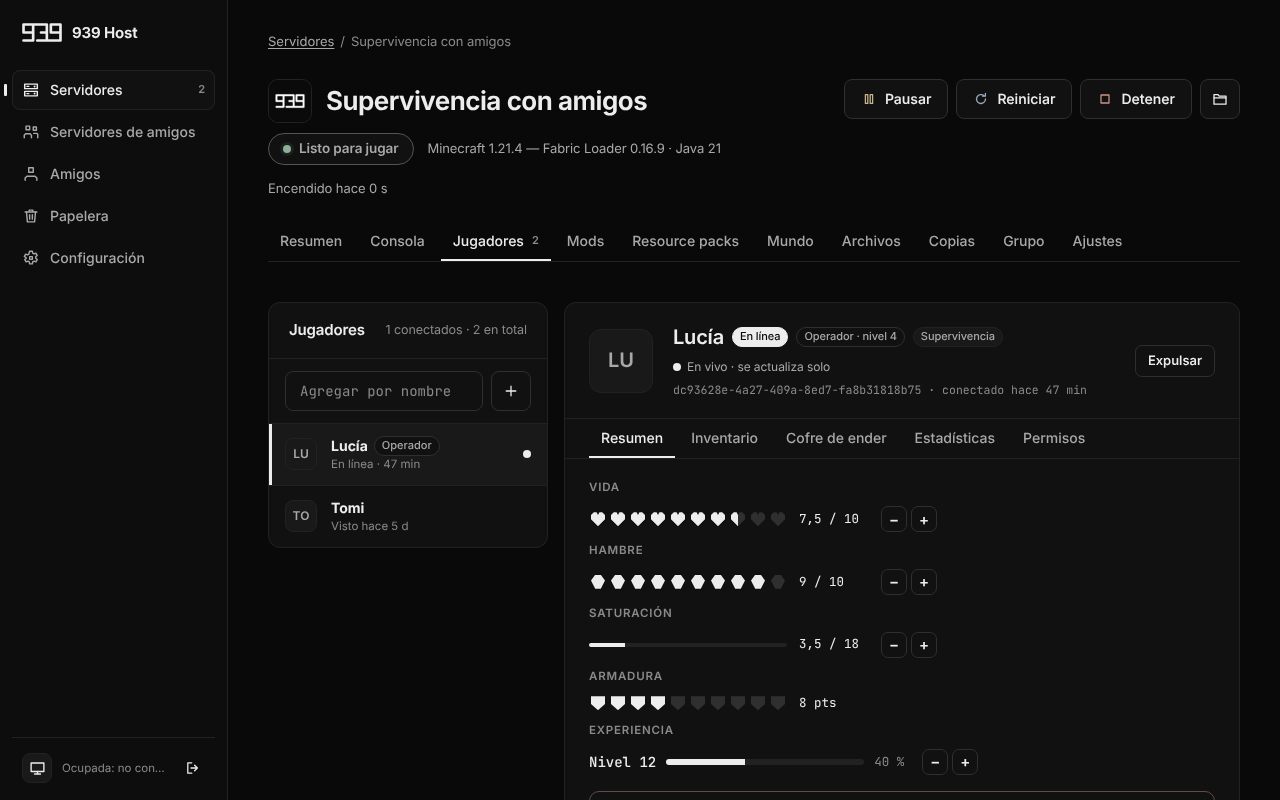 939 939 Host
Servidores 2
Servidores de amigos
Amigos
Papelera
Configuración
Ocupada: no con...
Servidores / Supervivencia con amigos
939 Supervivencia con amigos
Pausar Reiniciar Detener
Listo para jugar Minecraft 1.21.4 — Fabric Loader 0.16.9 · Java 21
Encendido hace 0 s
Resumen Consola Jugadores 2 Mods Resource packs Mundo Archivos Copias Grupo Ajustes
Jugadores 1 conectados · 2 en total
Agregar por nombre +
LU Lucía Operador
En línea · 47 min
TO Tomi
Visto hace 5 d
LU Lucía En línea Operador · nivel 4 Supervivencia
En vivo · se actualiza solo
dc93628e-4a27-409a-8ed7-fa8b31818b75 · conectado hace 47 min
Expulsar
Resumen Inventario Cofre de ender Estadísticas Permisos
VIDA
7,5 / 10 − +
HAMBRE
9 / 10 − +
SATURACIÓN
3,5 / 18 − +
ARMADURA
8 pts
EXPERIENCIA
Nivel 12 40 % − +